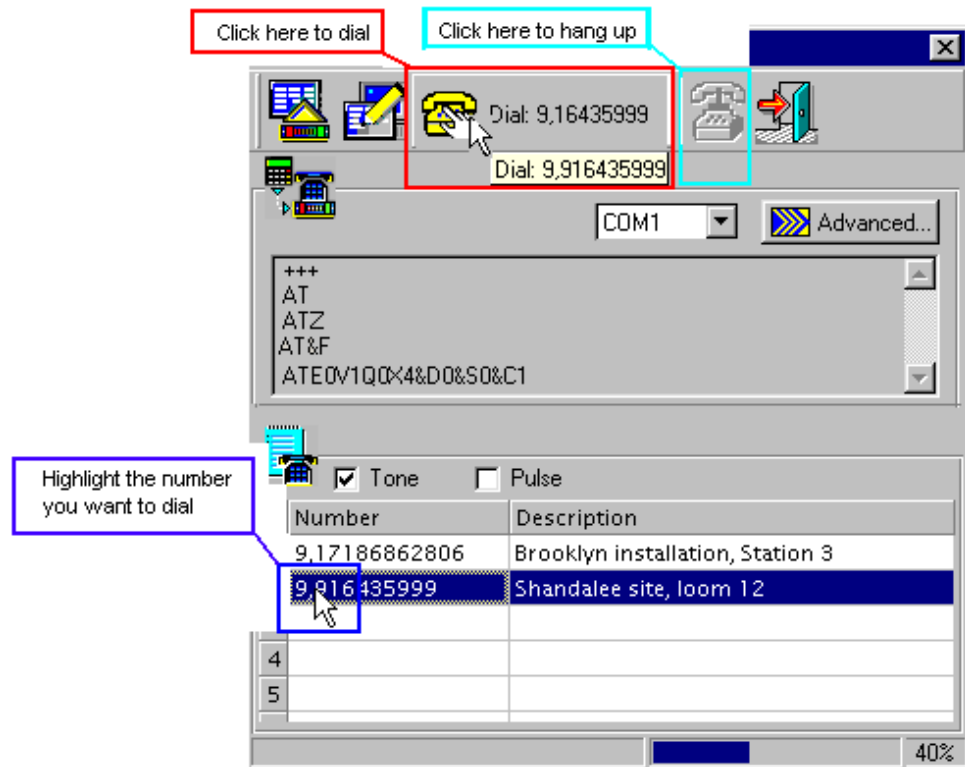 Click here to dial
Click here to hang up
Dial: 9,16435999
Dial: 9,916435999
COM1
Advanced...
+++
AT
ATZ
AT&F
ATE0V1Q0X4&D0&S0&C1
Highlight the number
you want to dial
Tone
Pulse
Number Description
9,17186862806 Brooklyn installation, Station 3
9,916435999 Shandalee site, loom 12
4
5
40%